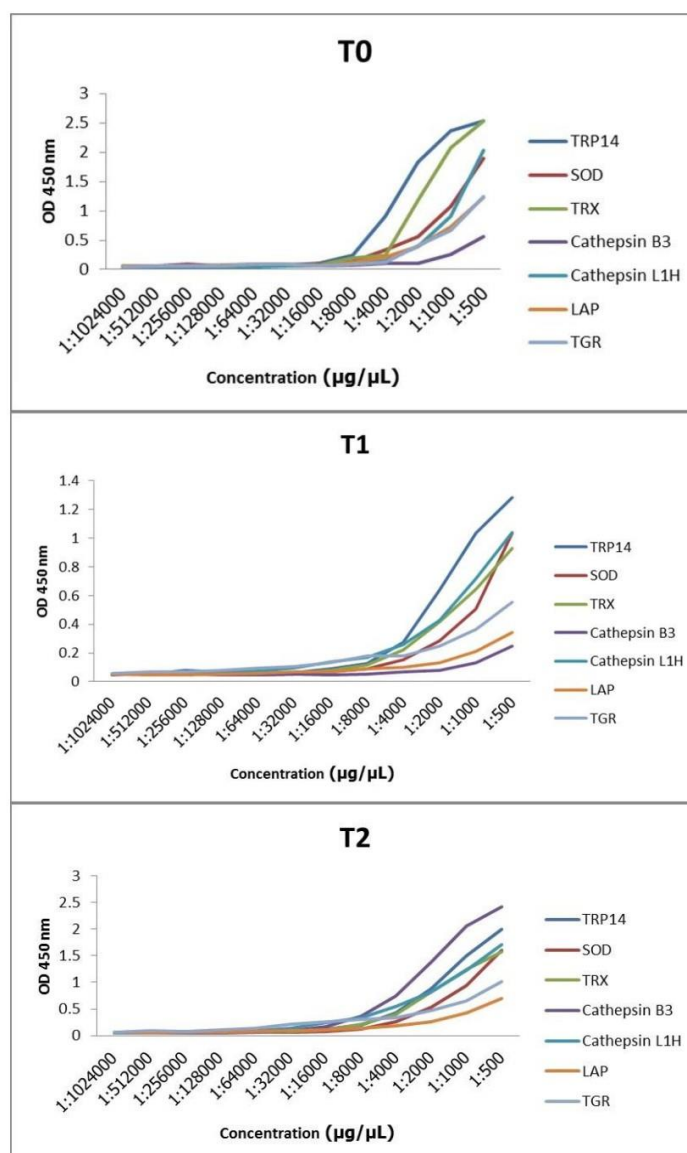 T0
3
2.5
2
1.5
1
0.5
0
OD 450 nm
1:1024000
1:512000
1:256000
1:128000
1:64000
1:32000
1:16000
1:8000
1:4000
1:2000
1:1000
1:500
Concentration (µg/µL)
TRP14
SOD
TRX
Cathepsin B3
Cathepsin L1H
LAP
TGR
T1
1.4
1.2
1
0.8
0.6
0.4
0.2
0
OD 450 nm
1:1024000
1:512000
1:256000
1:128000
1:64000
1:32000
1:16000
1:8000
1:4000
1:2000
1:1000
1:500
Concentration (µg/µL)
TRP14
SOD
TRX
Cathepsin B3
Cathepsin L1H
LAP
TGR
T2
3
2.5
2
1.5
1
0.5
0
OD 450 nm
1:1024000
1:512000
1:256000
1:128000
1:64000
1:32000
1:16000
1:8000
1:4000
1:2000
1:1000
1:500
Concentration (µg/µL)
TRP14
SOD
TRX
Cathepsin B3
Cathepsin L1H
LAP
TGR